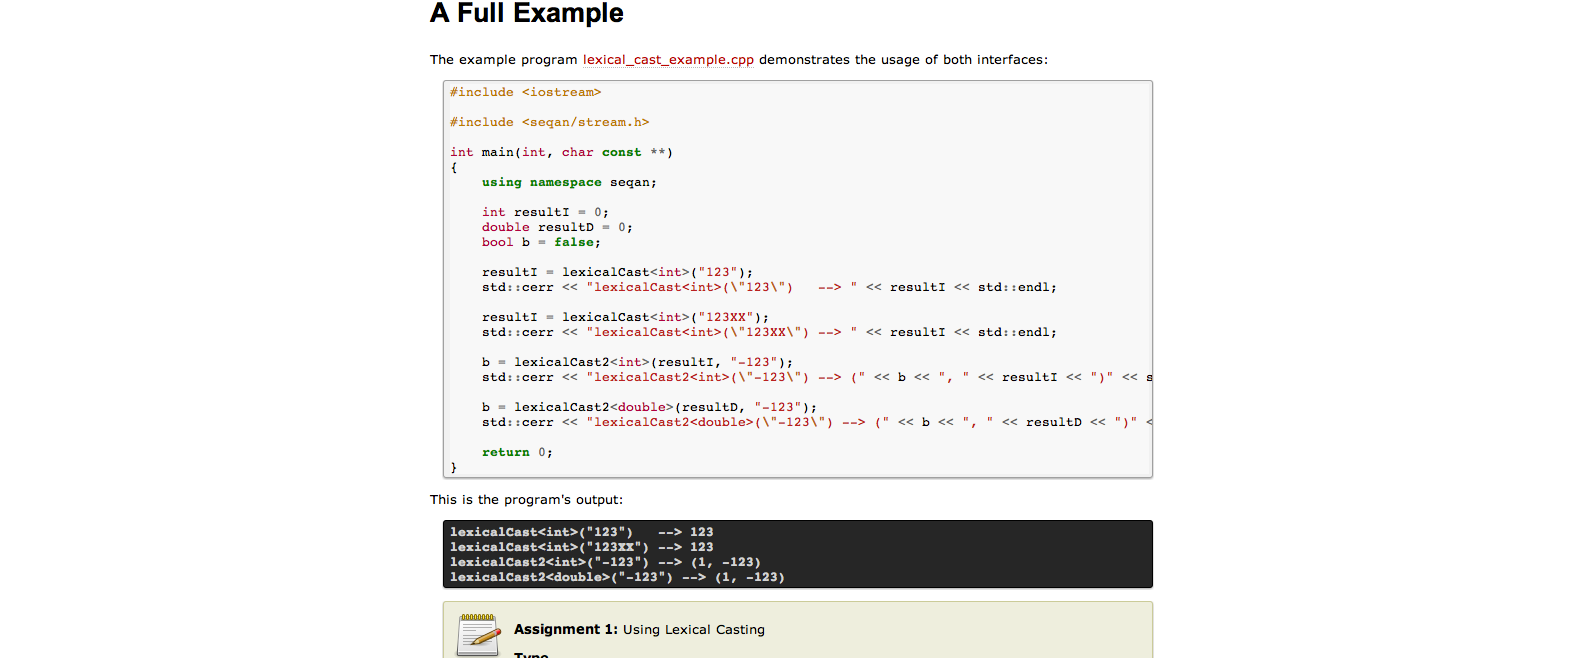 A Full Example
The example program lexical_cast_example.cpp demonstrates the usage of both interfaces:
#include <iostream>
#include <seqan/stream.h>
int main(int, char const **)
{
    using namespace seqan;
    int resultI = 0;
    double resultD = 0;
    bool b = false;
    resultI = lexicalCast<int>("123");
    std::cerr << "lexicalCast<int>(\"123\")   --> " << resultI << std::endl;
    resultI = lexicalCast<int>("123XX");
    std::cerr << "lexicalCast<int>(\"123XX\") --> " << resultI << std::endl;
    b = lexicalCast2<int>(resultI, "-123");
    std::cerr << "lexicalCast2<int>(\"-123\") --> (" << b << ", " << resultI << ")" << s
    b = lexicalCast2<double>(resultD, "-123");
    std::cerr << "lexicalCast2<double>(\"-123\") --> (" << b << ", " << resultD << ")" <
    return 0;
}
This is the program's output:
lexicalCast<int>("123")   --> 123
lexicalCast<int>("123XX") --> 123
lexicalCast2<int>("-123") --> (1, -123)
lexicalCast2<double>("-123") --> (1, -123)
Assignment 1: Using Lexical Casting
Type